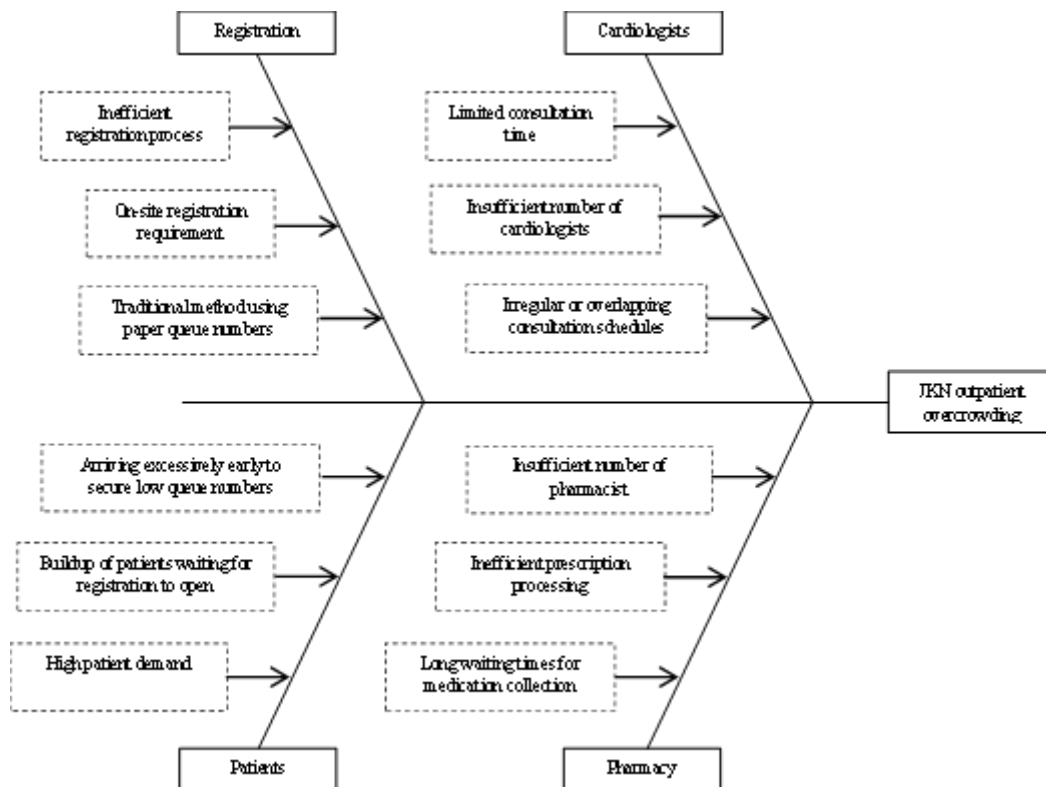 Registration
Cardiologists
Inefficient
registration process
Limited consultation
time
On-site registration
requirement
Insufficient number of
cardiologists
Traditional method using
paper queue numbers
Irregular or overlapping
consultation schedules
JKN outpatient
overcrowding
Arriving excessively early to
secure low queue numbers
Insufficient number of
pharmacist
Buildup of patients waiting for
registration to open
Inefficient prescription
processing
High patient demand
Long waiting times for
medication collection
Patients
Pharmacy